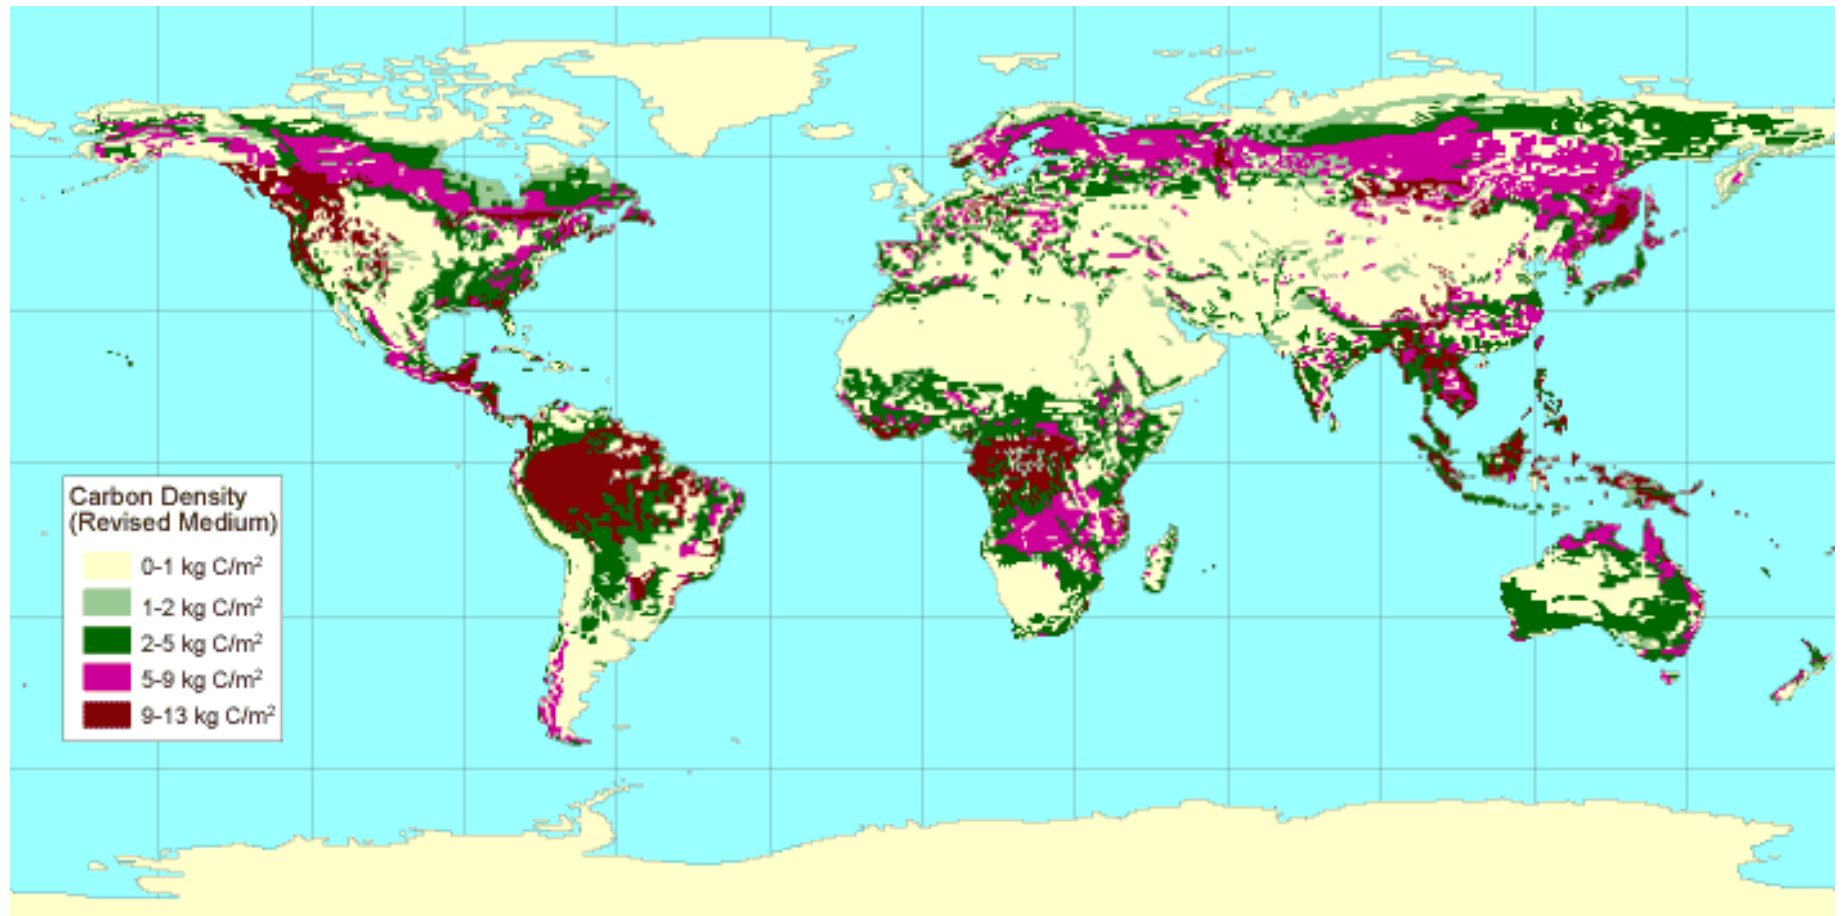 Carbon Density
(Revised Medium)
0-1 kg C/m²
1-2 kg C/m²
2-5 kg C/m²
5-9 kg C/m²
9-13 kg C/m²